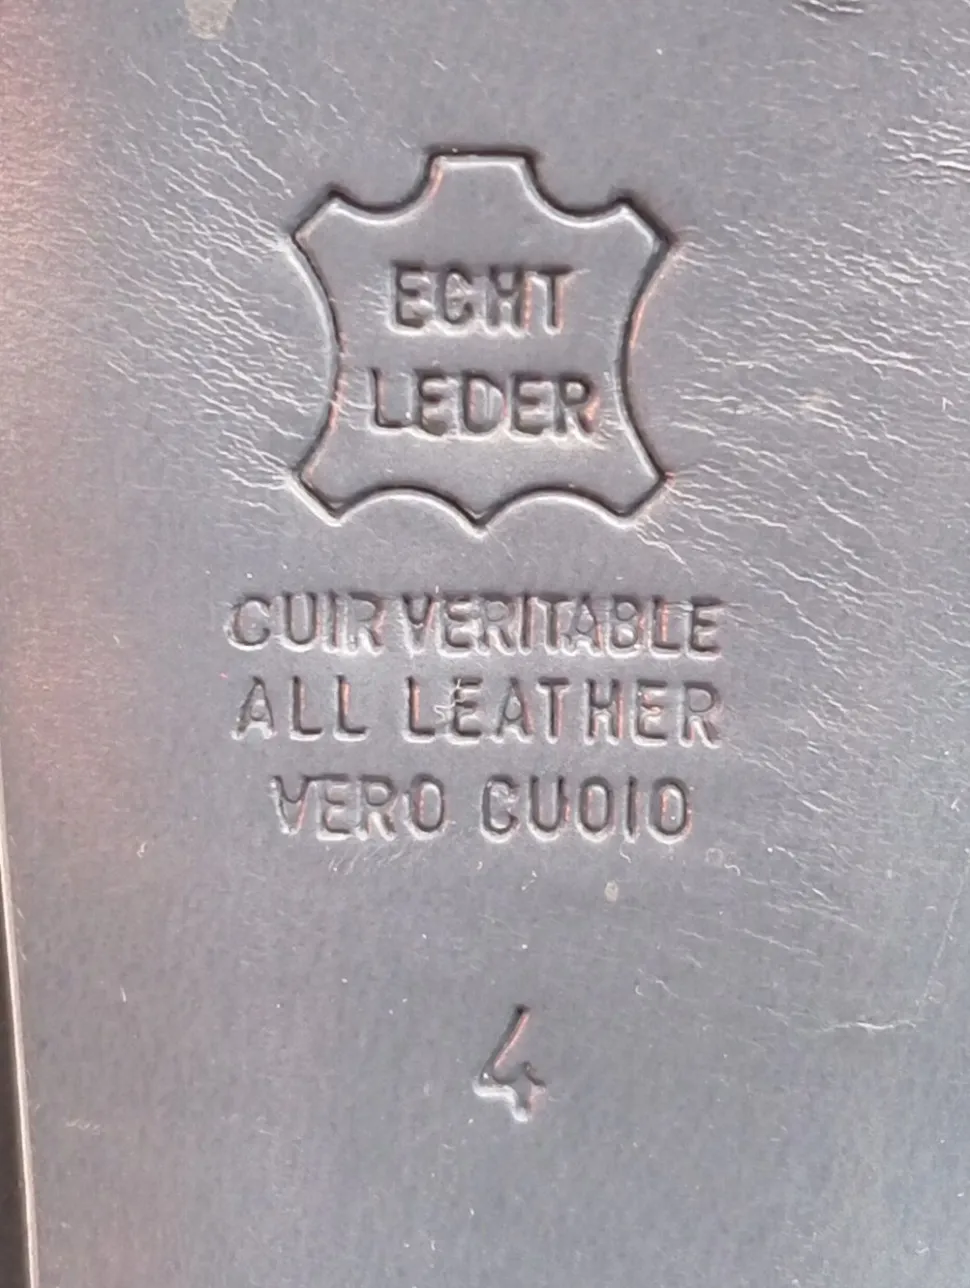 ECHT
LEDER
CUIR VERITABLE
ALL LEATHER
VERO CUOIO
4